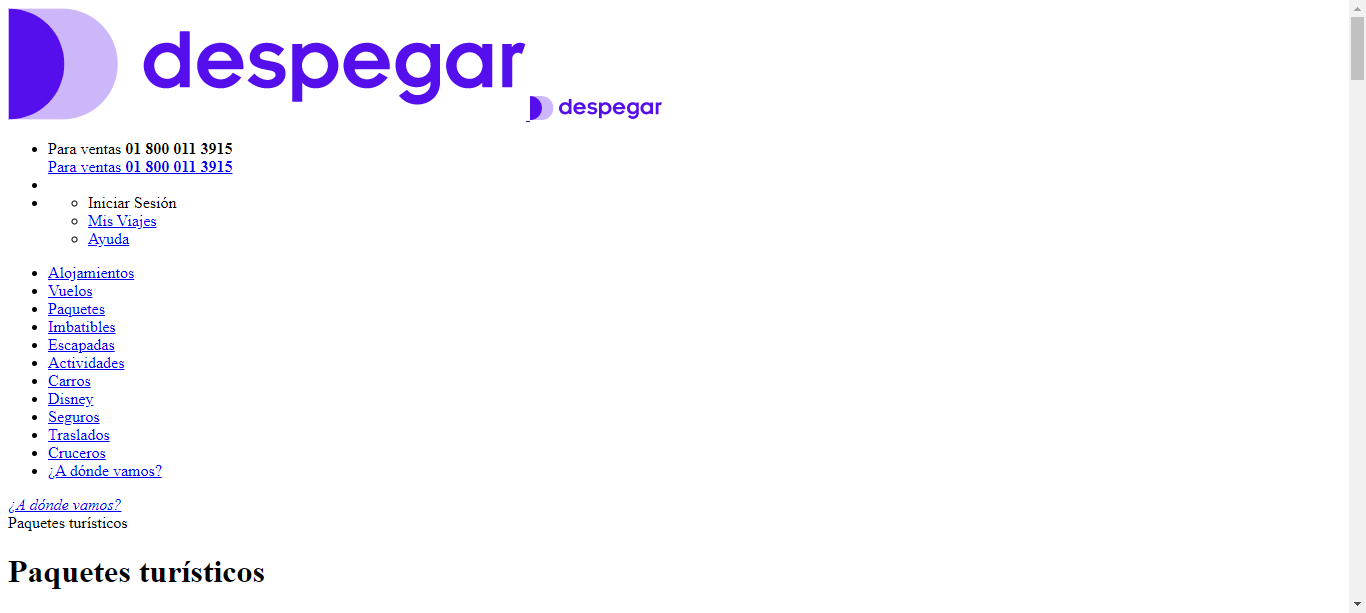 despegar despegar
Para ventas 01 800 011 3915
Para ventas 01 800 011 3915
Iniciar Sesión
Mis Viajes
Ayuda
Alojamientos
Vuelos
Paquetes
Imbatibles
Escapadas
Actividades
Carros
Disney
Seguros
Traslados
Cruceros
¿A dónde vamos?
¿A dónde vamos?
Paquetes turísticos
Paquetes turísticos